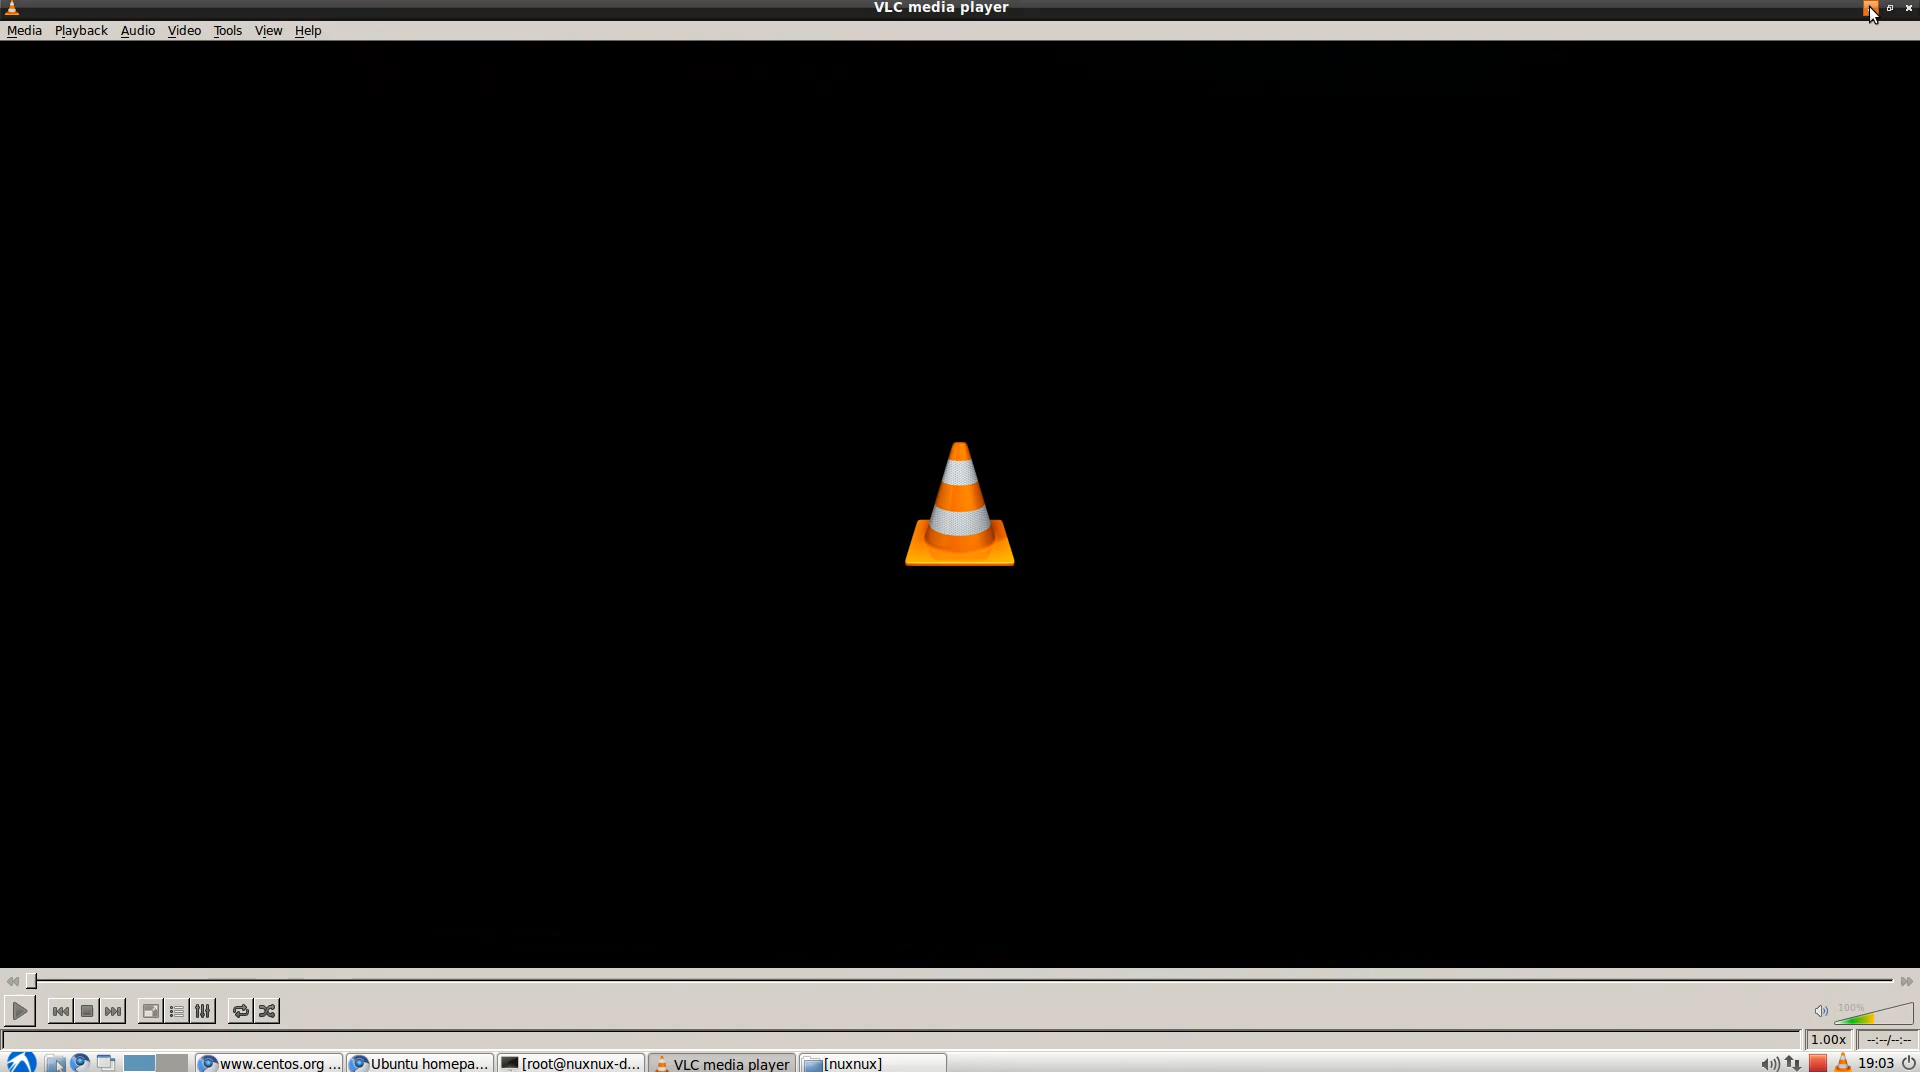 VLC media player
Media Playback Audio Video Tools View Help
100%
1.00x --:--/--:--
www.centos.org ... Ubuntu homepa... [root@nuxnux-d... VLC media player [nuxnux] 19:03